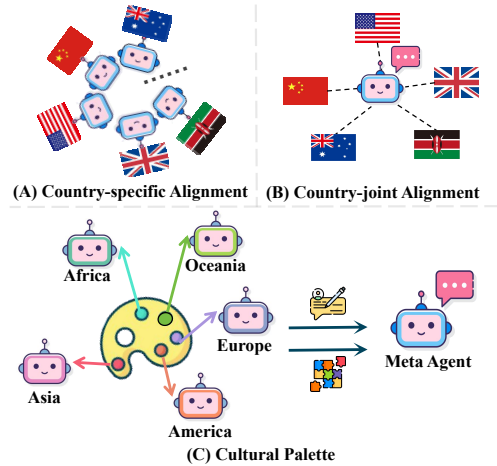 (A) Country-specific Alignment
(B) Country-joint Alignment
Africa
Oceania
Europe
Meta Agent
Asia
America
(C) Cultural Palette